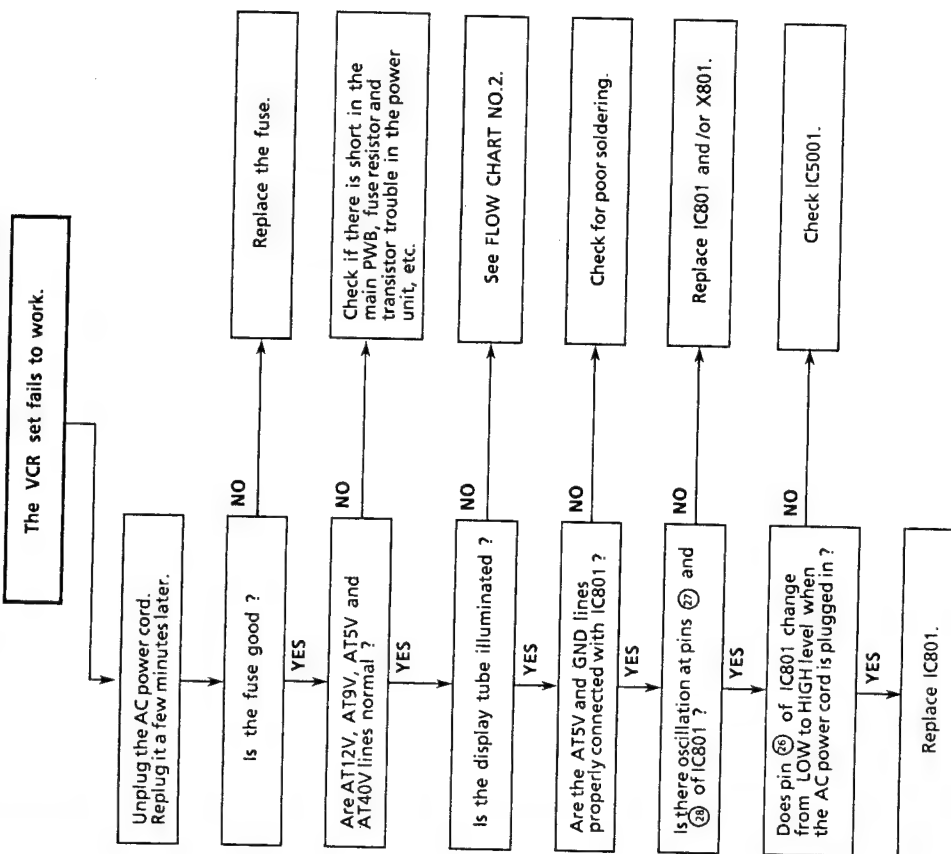 The VCR set fails to work.
Unplug the AC power cord.
Replug it a few minutes later.
Is the fuse good ?
NO
Replace the fuse.
YES
Are AT12V, AT9V, AT5V and
AT40V lines normal ?
NO
Check if there is short in the
main PWB, fuse resistor and
transistor trouble in the power
unit, etc.
YES
Is the display tube illuminated ?
NO
See FLOW CHART NO.2.
YES
Are the AT5V and GND lines
properly connected with IC801 ?
NO
Check for poor soldering.
YES
Is there oscillation at pins ㉗ and
㉘ of IC801 ?
NO
Replace IC801 and/or X801.
YES
Does pin ㉖ of IC801 change
from LOW to HIGH level when
the AC power cord is plugged in ?
NO
Check IC5001.
YES
Replace IC801.